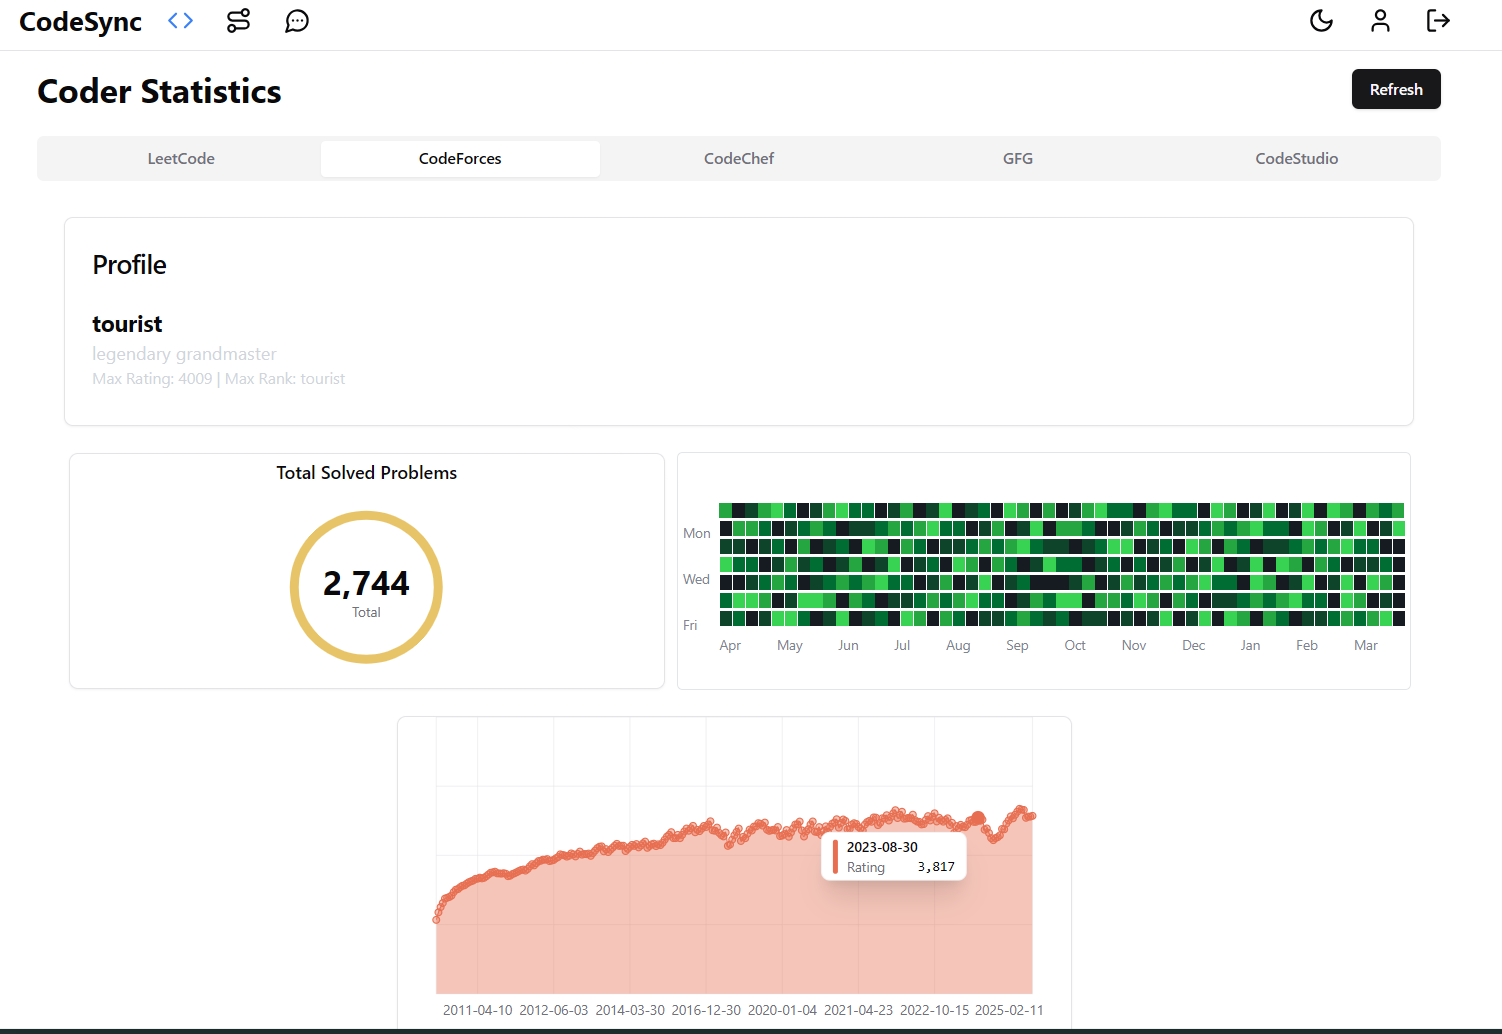 CodeSync
Coder Statistics
Refresh
LeetCode CodeForces CodeChef GFG CodeStudio
Profile
tourist
legendary grandmaster
Max Rating: 4009 | Max Rank: tourist
Total Solved Problems
2,744
Total
Mon
Wed
Fri
Apr May Jun Jul Aug Sep Oct Nov Dec Jan Feb Mar
2023-08-30
Rating 3,817
2011-04-10 2012-06-03 2014-03-30 2016-12-30 2020-01-04 2021-04-23 2022-10-15 2025-02-11